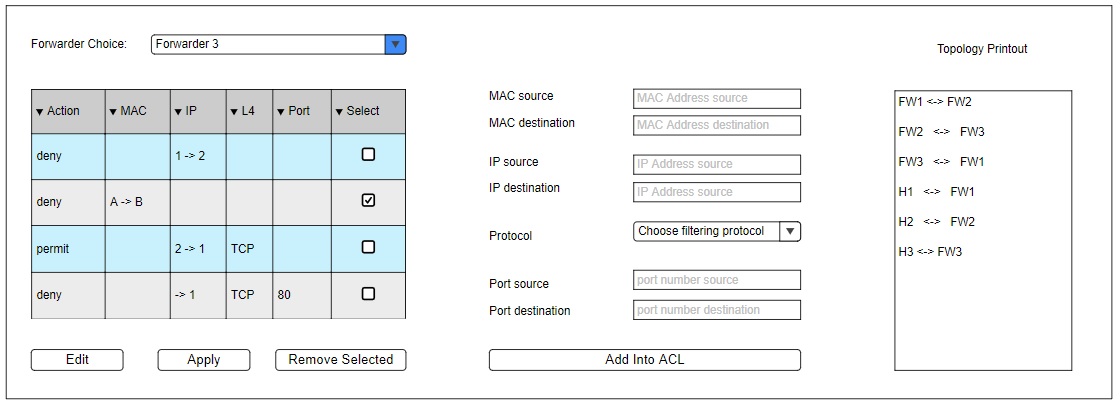 Forwarder Choice: Forwarder 3
▼ Action ▼ MAC ▼ IP ▼ L4 ▼ Port ▼ Select
deny 1 -> 2
deny A -> B
permit 2 -> 1 TCP
deny -> 1 TCP 80
Edit Apply Remove Selected
MAC source MAC Address source
MAC destination MAC Address destination
IP source IP Address source
IP destination IP Address source
Protocol Choose filtering protocol
Port source port number source
Port destination port number destination
Add Into ACL
Topology Printout
FW1 <-> FW2
FW2 <-> FW3
FW3 <-> FW1
H1 <-> FW1
H2 <-> FW2
H3 <-> FW3